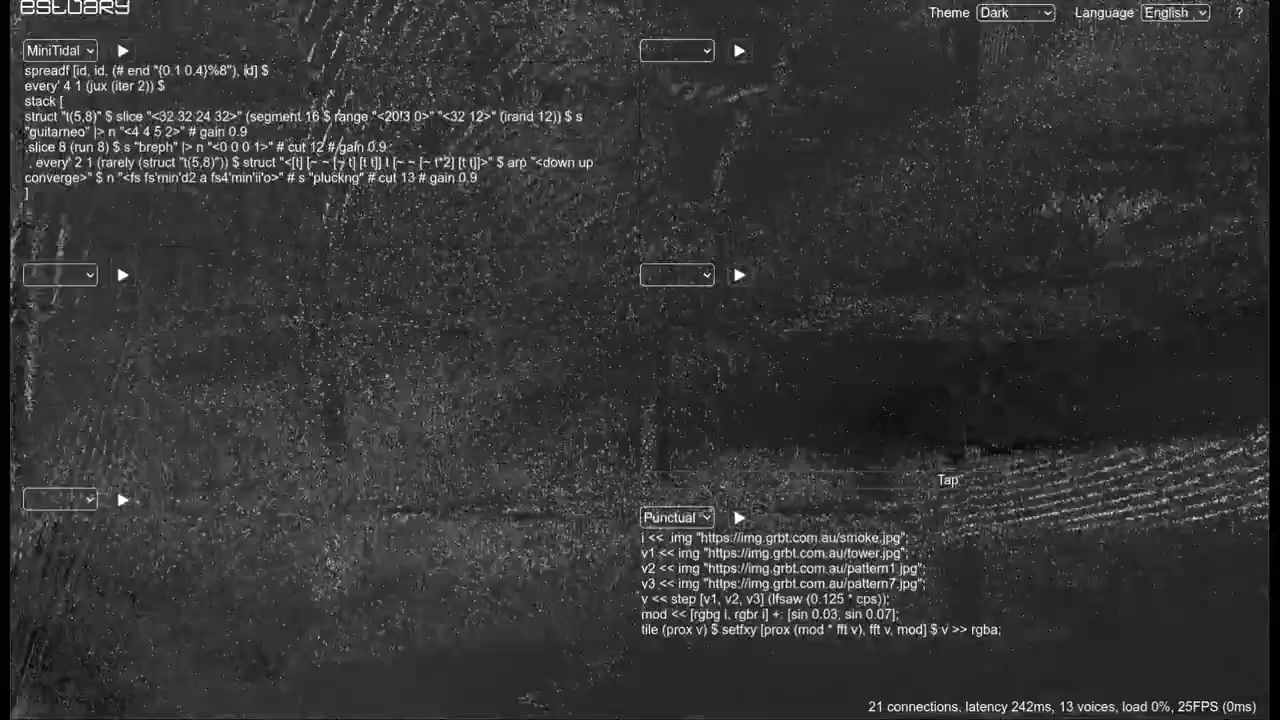 estuary
Theme Dark Language English ?
MiniTidal
spreadf [id, id, (# end "{0.1 0.4}%8"), id] $
every' 4 1 (jux (iter 2)) $
stack [
struct "t(5,8)" $ slice "<32 32 24 32>" (segment 16 $ range "<20!3 0>" "<32 12>" (irand 12)) $ s
"guitarneo" |> n "<4 4 5 2>" # gain 0.9
,slice 8 (run 8) $ s "breph" |> n "<0 0 0 1>" # cut 12 # gain 0.9
, every' 2 1 (rarely (struct "t(5,8)")) $ struct "<[t] [~ ~ [~ t] [t t]] t [~ ~ [~ t*2] [t t]]>" $ arp "<down up
converge>" $ n "<fs fs'min'd2 a fs4'min'ii'o>" # s "pluckng" # cut 13 # gain 0.9
]
Tap
Punctual
i << img "https://img.grbt.com.au/smoke.jpg";
v1 << img "https://img.grbt.com.au/tower.jpg";
v2 << img "https://img.grbt.com.au/pattern1.jpg";
v3 << img "https://img.grbt.com.au/pattern7.jpg";
v << step [v1, v2, v3] (lfsaw (0.125 * cps));
mod << [rgbg i, rgbr i] +: [sin 0.03, sin 0.07];
tile (prox v) $ setfxy [prox (mod * fft v), fft v, mod] $ v >> rgba;
21 connections, latency 242ms, 13 voices, load 0%, 25FPS (0ms)